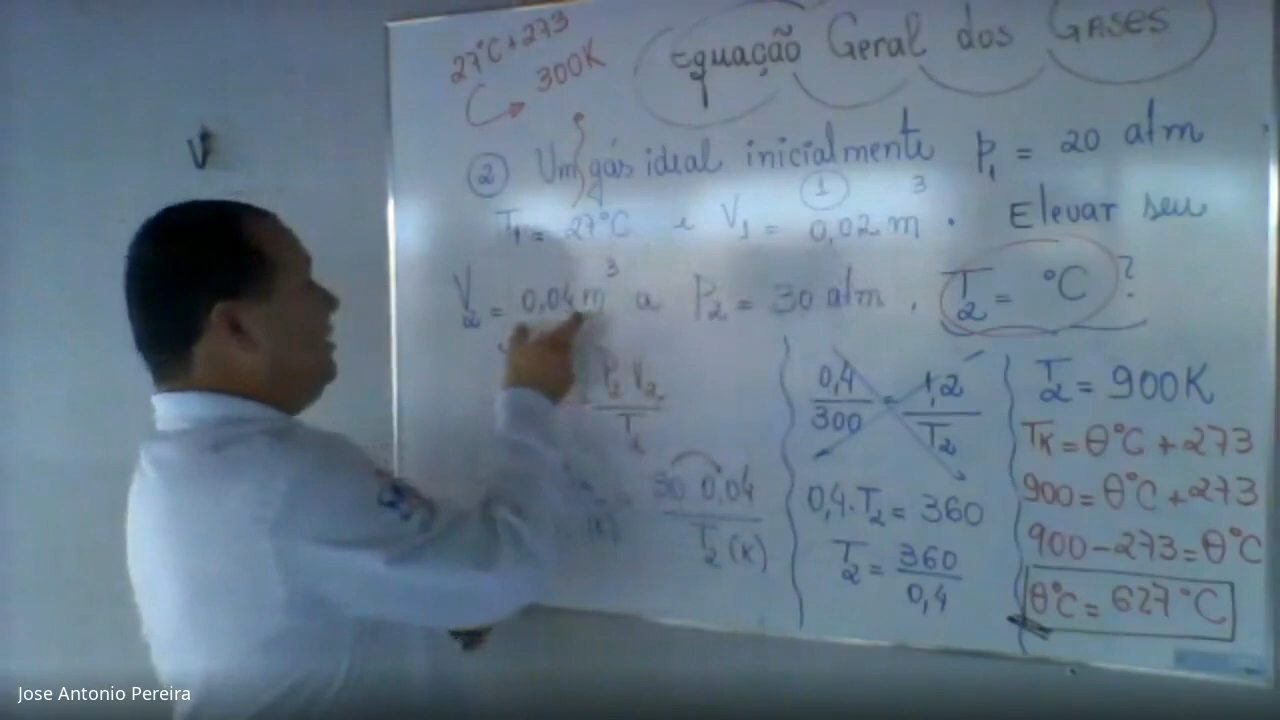 27°C+273
300K
Equação Geral dos GASES
② Um gás ideal inicialmente P₁ = 20 atm
T₁ = 27°C e V₁ = 0,02 m³ . Elevar seu
①
V₂ = 0,04 m³ a P₂ = 30 atm . T₂ = °C ?
P₂ V₂
T₂
30 0,04
T₂ (K)
0,4 = 1,2
300 T₂
0,4.T₂ = 360
T₂ = 360
0,4
T₂ = 900K
TK = θ°C + 273
900 = θ°C + 273
900 − 273 = θ°C
θ°C = 627°C
Jose Antonio Pereira